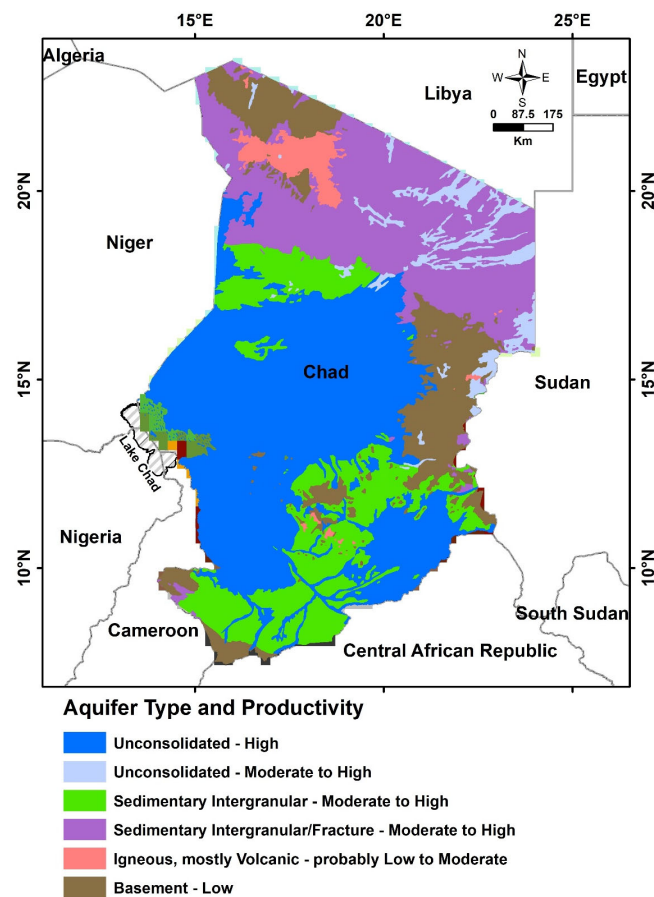 15°E 20°E 25°E
Algeria
Libya
Egypt
N
W E
S
0 87.5 175
Km
20°N 20°N
Niger
Chad
15°N 15°N
Sudan
Lake Chad
Nigeria
10°N 10°N
South Sudan
Cameroon
Central African Republic
Aquifer Type and Productivity
Unconsolidated - High
Unconsolidated - Moderate to High
Sedimentary Intergranular - Moderate to High
Sedimentary Intergranular/Fracture - Moderate to High
Igneous, mostly Volcanic - probably Low to Moderate
Basement - Low